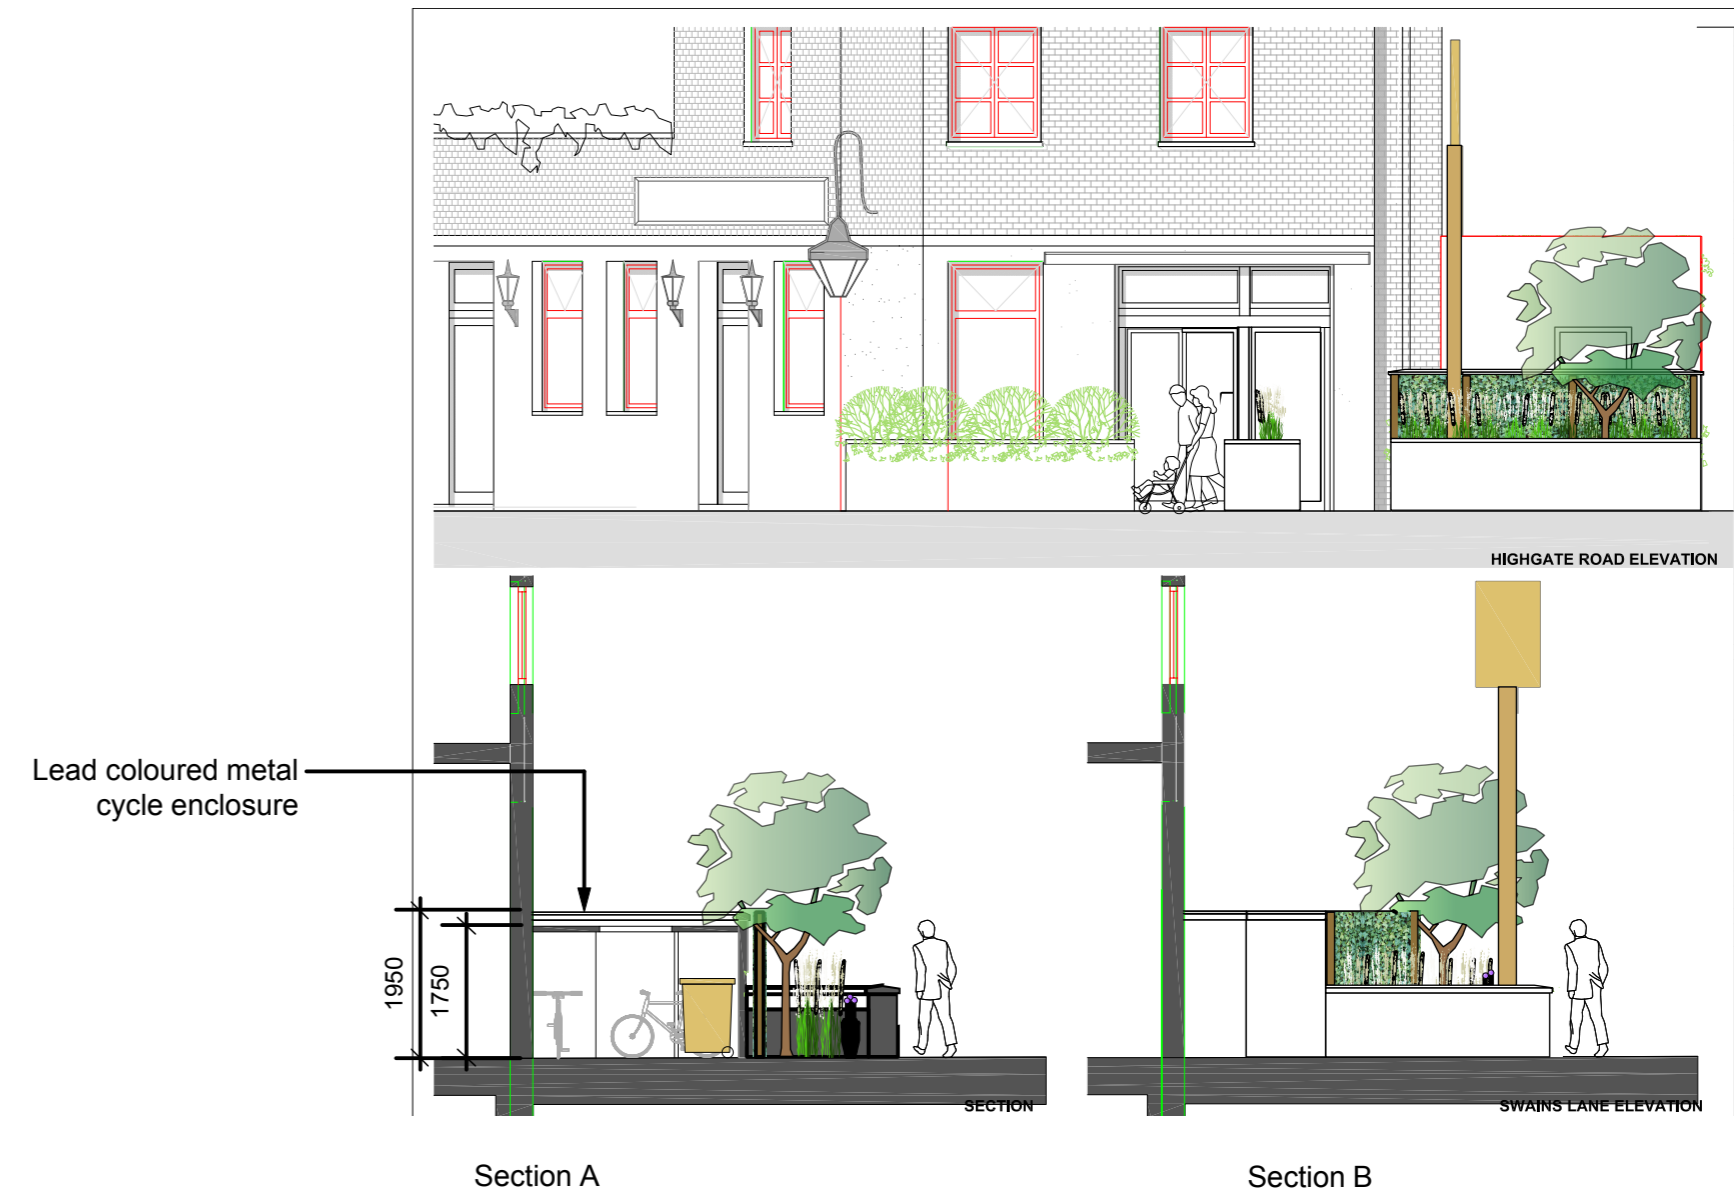 HIGHGATE ROAD ELEVATION
Lead coloured metal
cycle enclosure
1950
1750
SECTION
SWAINS LANE ELEVATION
Section A
Section B